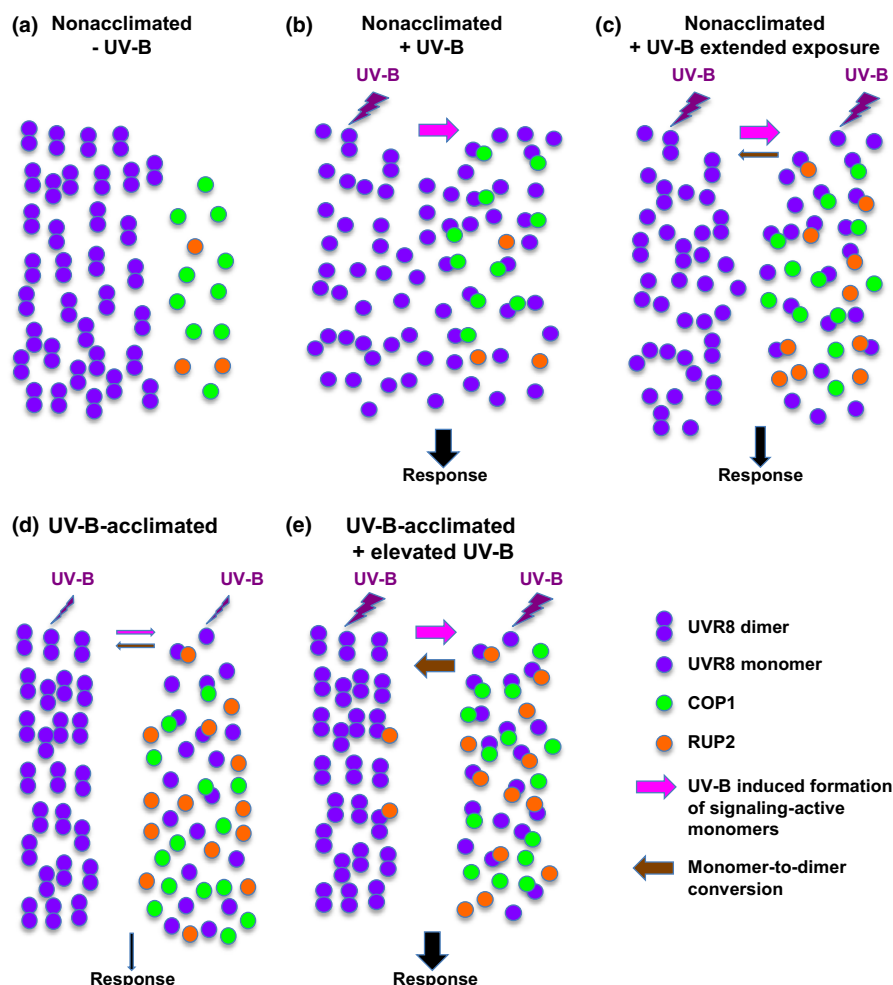 (a) Nonacclimated
- UV-B
(b) Nonacclimated
+ UV-B
UV-B
Response
(c) Nonacclimated
+ UV-B extended exposure
UV-B
UV-B
Response
(d) UV-B-acclimated
UV-B
UV-B
Response
(e) UV-B-acclimated
+ elevated UV-B
UV-B
UV-B
Response
UVR8 dimer
UVR8 monomer
COP1
RUP2
UV-B induced formation
of signaling-active
monomers
Monomer-to-dimer
conversion